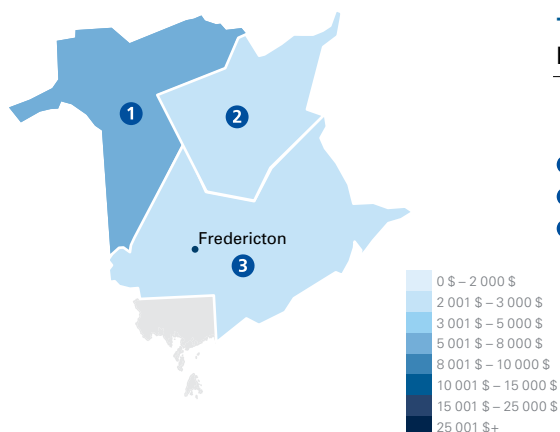 1
2
Fredericton
3
0 $ – 2 000 $
2 001 $ – 3 000 $
3 001 $ – 5 000 $
5 001 $ – 8 000 $
8 001 $ – 10 000 $
10 001 $ – 15 000 $
15 001 $ – 25 000 $
25 001 $+